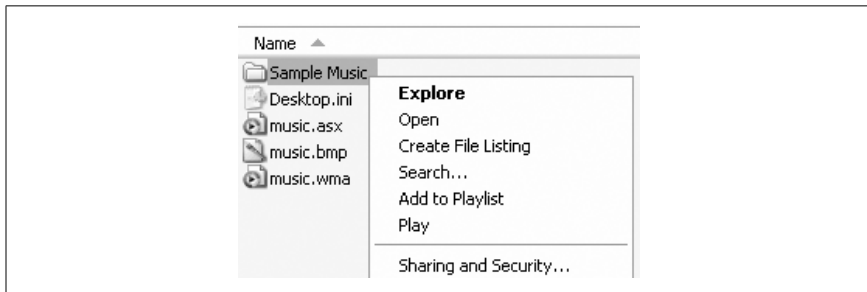 Name
Sample Music
Desktop.ini
music.asx
music.bmp
music.wma
Explore
Open
Create File Listing
Search...
Add to Playlist
Play
Sharing and Security...